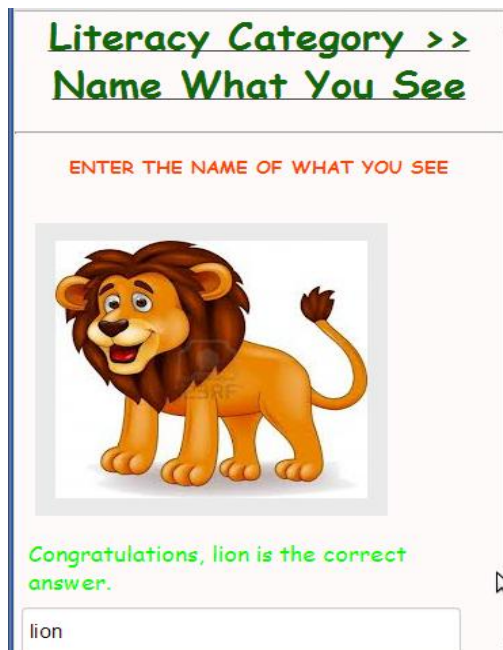 Literacy Category >>
Name What You See
ENTER THE NAME OF WHAT YOU SEE
Congratulations, lion is the correct
answer.
lion